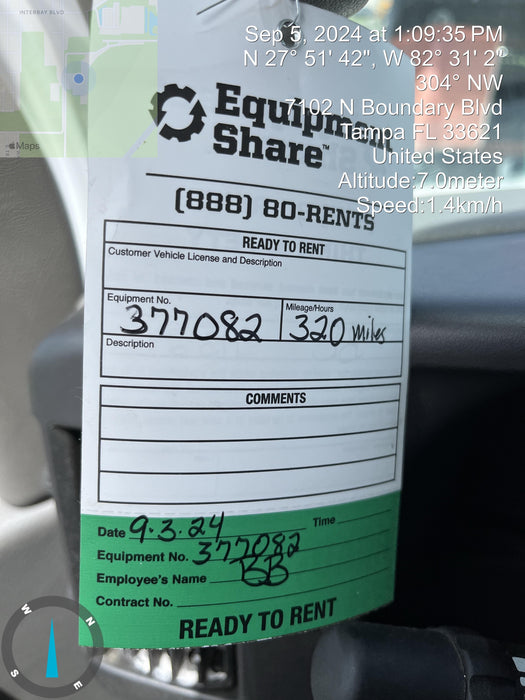 INTERBAY BLVD
Sep 5, 2024 at 1:09:35 PM
N 27° 51' 42", W 82° 31' 2"
304° NW
7102 N Boundary Blvd
Tampa FL 33621
United States
Altitude:7.0meter
Speed:1.4km/h
Maps
Equipment
Share™
(888) 80-RENTS
READY TO RENT
Customer Vehicle License and Description
Equipment No. Mileage/Hours
377082 320 miles
Description
COMMENTS
Date 9.3.24 Time
Equipment No. 377082
Employee's Name BB
Contract No.
READY TO RENT
W N
S E